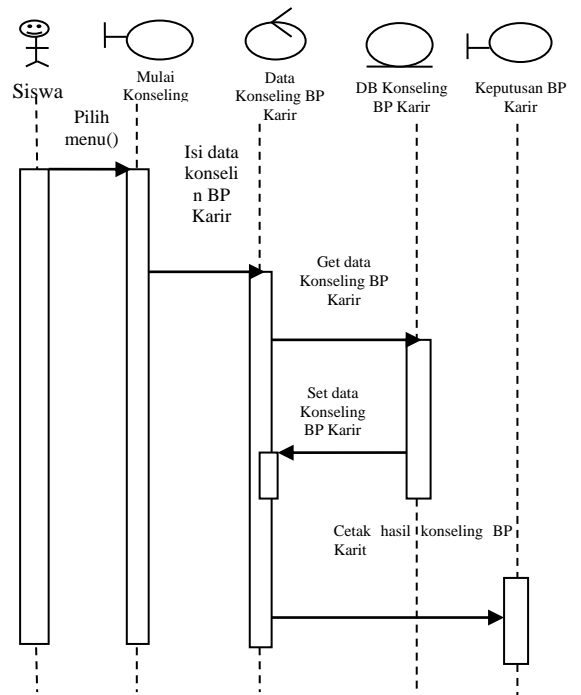 Siswa
Mulai
Konseling
Data
Konseling BP
Karir
DB Konseling
BP Karir
Keputusan BP
Karir
Pilih
menu()
Isi data
konseli
n BP
Karir
Get data
Konseling BP
Karir
Set data
Konseling
BP Karir
Cetak hasil konseling BP
Karit